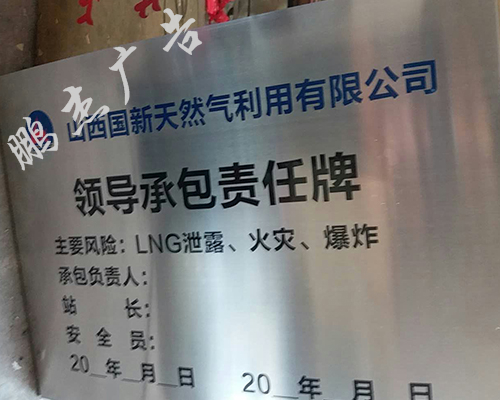 山西国新天然气利用有限公司
领导承包责任牌
主要风险：LNG泄露、火灾、爆炸
承包负责人：
站 长：
安 全 员：
20__年__月__日 20__年__月__日
鹏杰广告